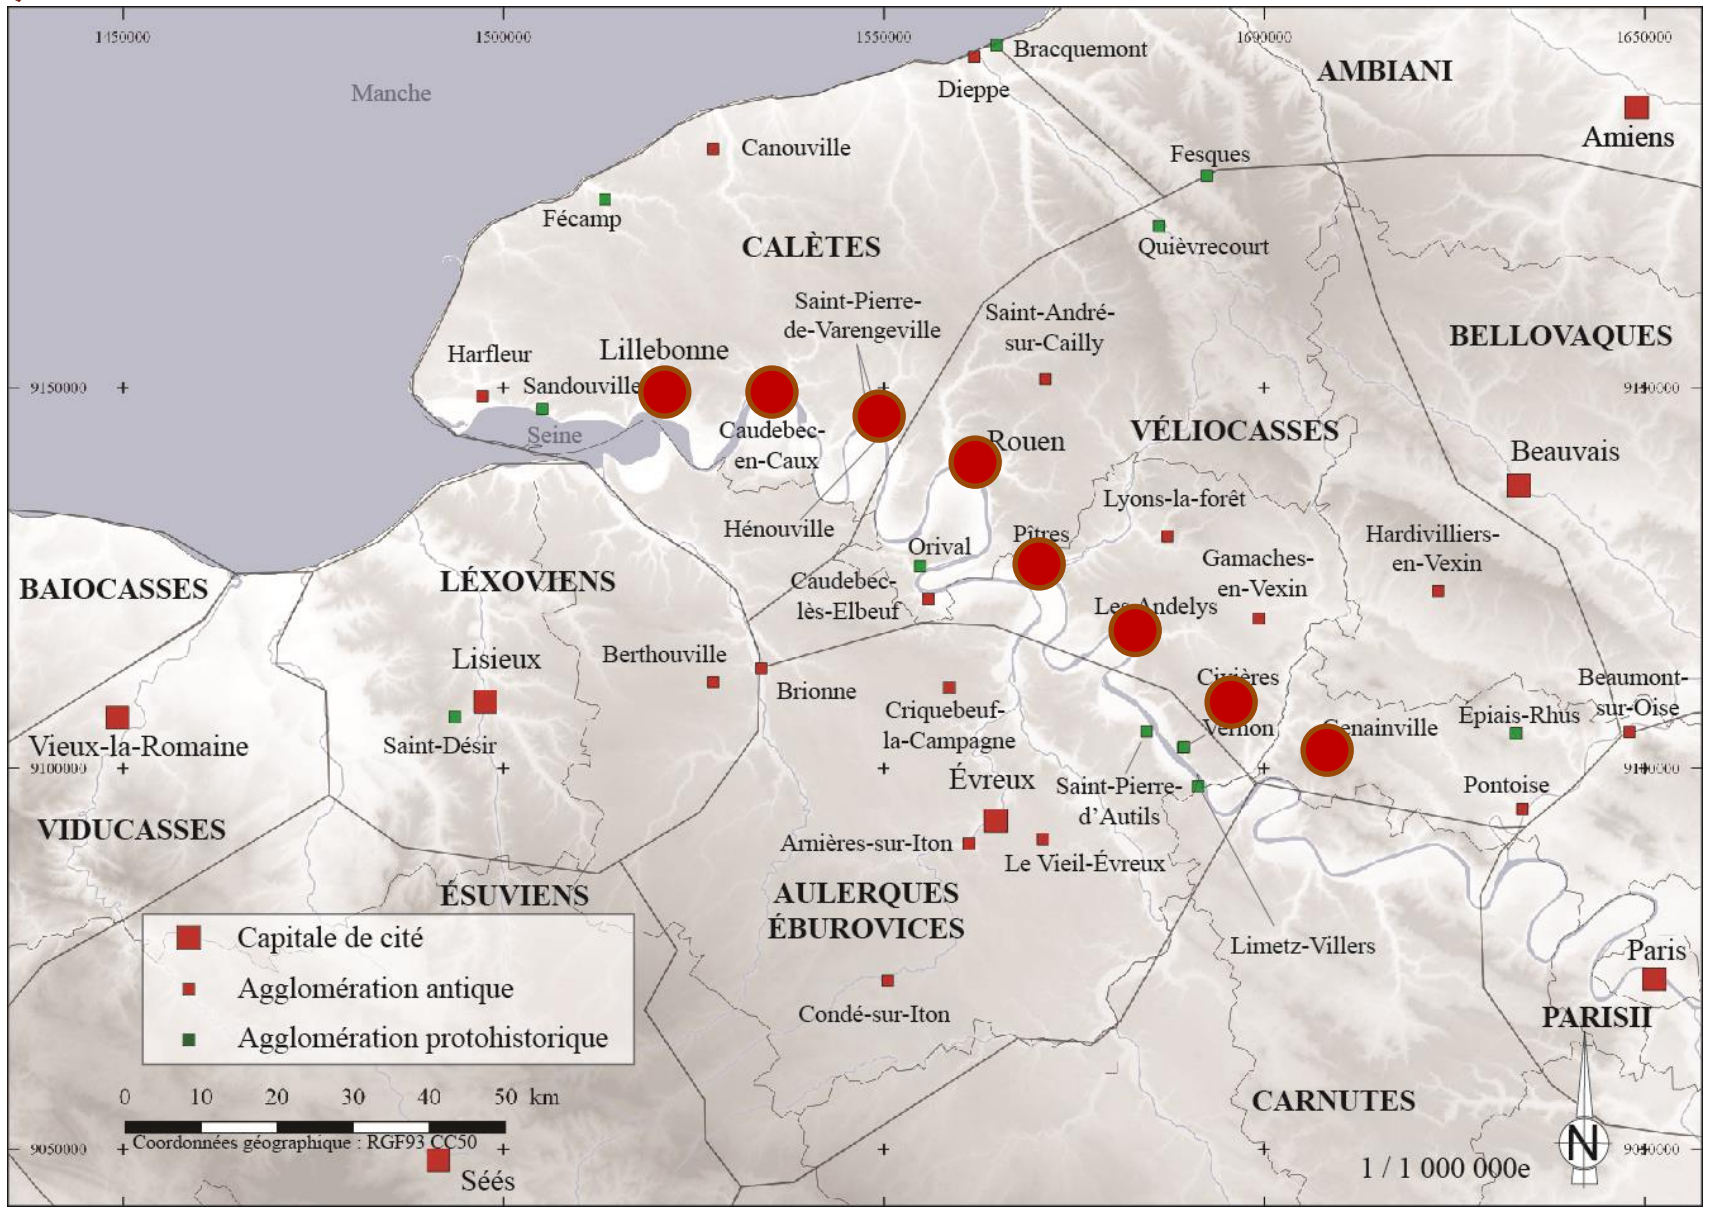 1450000
1500000
1550000
1600000
1650000
Bracquemont
Manche
Dieppe
AMBIANI
Amiens
Canouville
Fesques
Fécamp
CALÈTES
Quièvrecourt
Saint-Pierre-
de-Varengeville
Saint-André-
sur-Cailly
BELLOVAQUES
Harfleur
Lillebonne
9150000
Sandouville
9150000
Seine
Caudebec-
en-Caux
Rouen
VÉLIOCASSES
Beauvais
Lyons-la-forêt
Hénouville
Orival
Pîtres
Hardivilliers-
en-Vexin
Gamaches-
en-Vexin
BAIOCASSES
LÉXOVIENS
Caudebec-
lès-Elbeuf
Les Andelys
Lisieux
Berthouville
Brionne
Civières
Beaumont-
sur-Oise
Criquebeuf-
la-Campagne
Vernon
Genainville
Épiais-Rhus
Vieux-la-Romaine
Saint-Désir
9100000
9100000
Évreux
Saint-Pierre-
d'Autils
Pontoise
VIDUCASSES
Arnières-sur-Iton
Le Vieil-Évreux
ÉSUVIENS
AULERQUES
ÉBUROVICES
Capitale de cité
Agglomération antique
Agglomération protohistorique
Limetz-Villers
Paris
Condé-sur-Iton
PARISII
0 10 20 30 40 50 km
CARNUTES
Coordonnées géographique : RGF93 CC50
9050000
9050000
N
1 / 1 000 000e
Séés